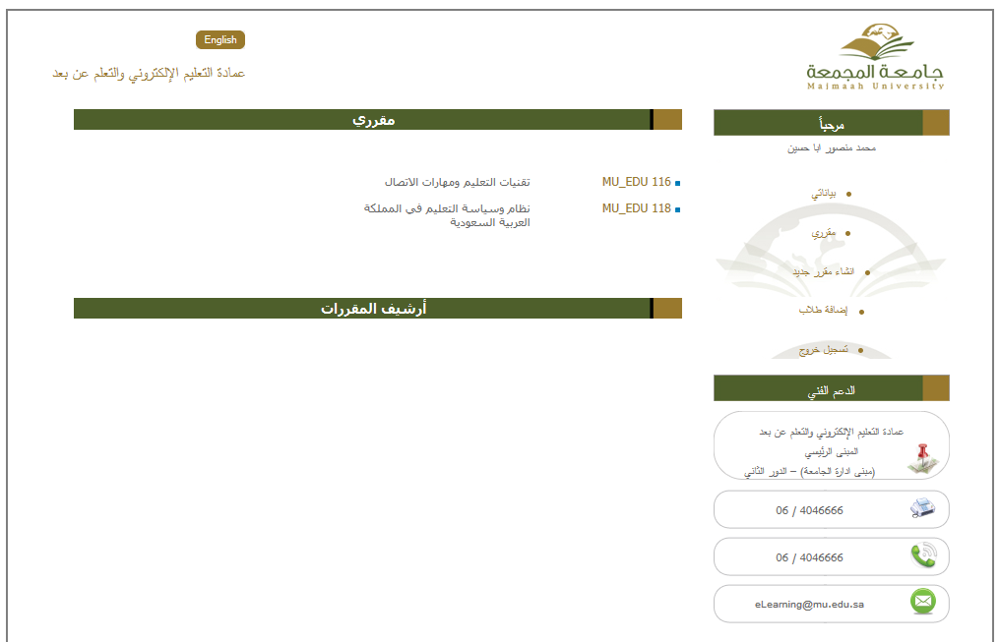 جامعة المجمعة
Majmaah University
English
عمادة التعليم الإلكتروني والتعلم عن بعد
مرحباً
محمد منصور ابا حسين
بياناتي
مقرري
انشاء مقرر جديد
إضافة طلاب
تسجيل خروج
الدعم الفني
عمادة التعليم الإلكتروني والتعلم عن بعد
المبنى الرئيسي
(مبنى ادارة الجامعة) – الدور الثاني
06 / 4046666
06 / 4046666
eLearning@mu.edu.sa
مقرري
MU_EDU 116 تقنيات التعليم ومهارات الاتصال
MU_EDU 118 نظام وسياسة التعليم في المملكة
العربية السعودية
أرشيف المقررات